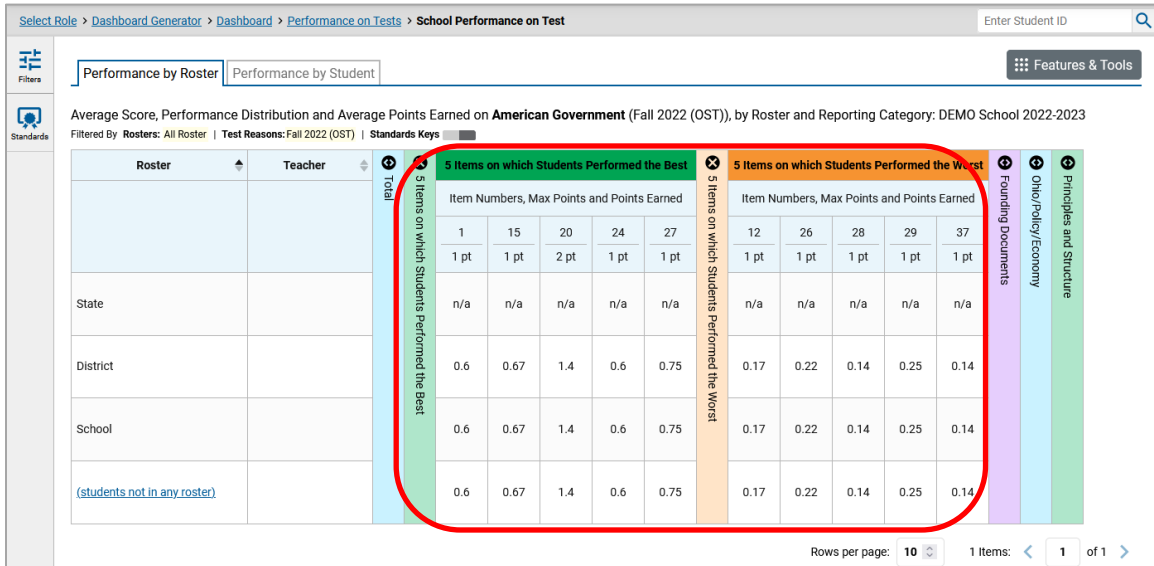 Select Role > Dashboard Generator > Dashboard > Performance on Tests > School Performance on Test
Enter Student ID
Filters
Standards
Performance by Roster
Performance by Student
Features & Tools
Average Score, Performance Distribution and Average Points Earned on American Government (Fall 2022 (OST)), by Roster and Reporting Category: DEMO School 2022-2023
Filtered By Rosters: All Roster | Test Reasons: Fall 2022 (OST) | Standards Keys
Roster Teacher
Total
5 Items on which Students Performed the Best
5 Items on which Students Performed the Best
Item Numbers, Max Points and Points Earned
1 15 20 24 27
1 pt 1 pt 2 pt 1 pt 1 pt
5 Items on which Students Performed the Worst
5 Items on which Students Performed the Worst
Item Numbers, Max Points and Points Earned
12 26 28 29 37
1 pt 1 pt 1 pt 1 pt 1 pt
Founding Documents
Ohio/Policy/Economy
Principles and Structure
State n/a n/a n/a n/a n/a n/a n/a n/a n/a n/a
District 0.6 0.67 1.4 0.6 0.75 0.17 0.22 0.14 0.25 0.14
School 0.6 0.67 1.4 0.6 0.75 0.17 0.22 0.14 0.25 0.14
(students not in any roster) 0.6 0.67 1.4 0.6 0.75 0.17 0.22 0.14 0.25 0.14
Rows per page: 10 1 Items: 1 of 1